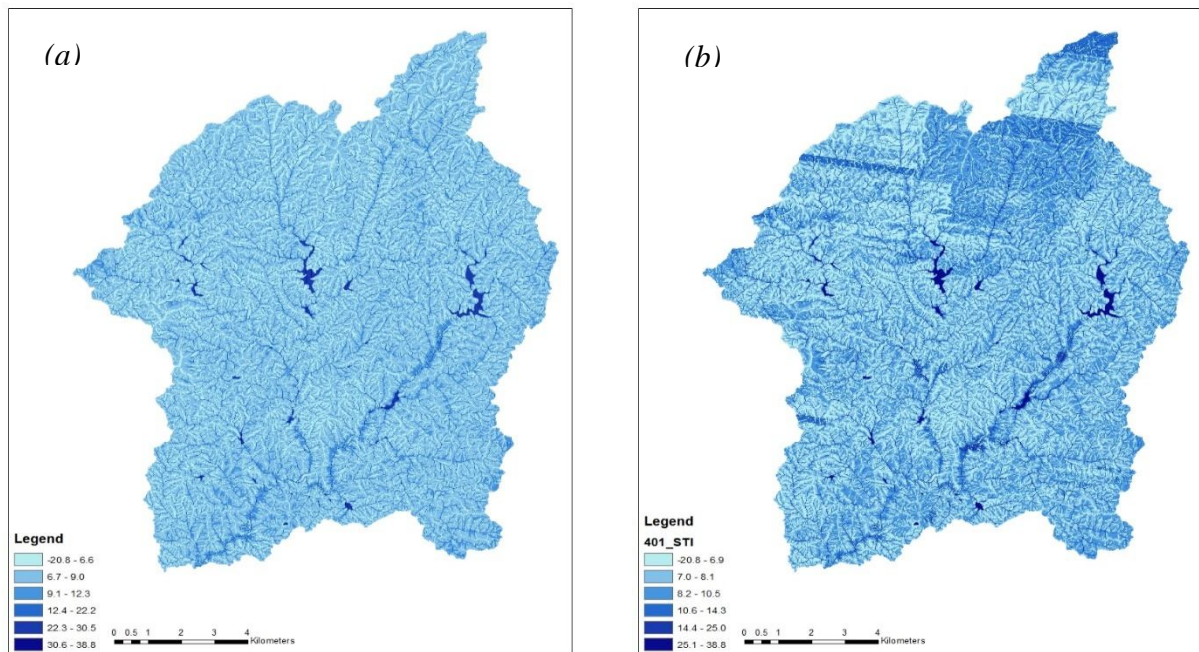 (a)
Legend
-20.8 - 6.6
6.7 - 9.0
9.1 - 12.3
12.4 - 22.2
22.3 - 30.5
30.6 - 38.8
0 0.5 1 2 3 4
Kilometers
(b)
Legend
401_STI
-20.8 - 6.9
7.0 - 8.1
8.2 - 10.5
10.6 - 14.3
14.4 - 25.0
25.1 - 38.8
0 0.5 1 2 3 4
Kilometers